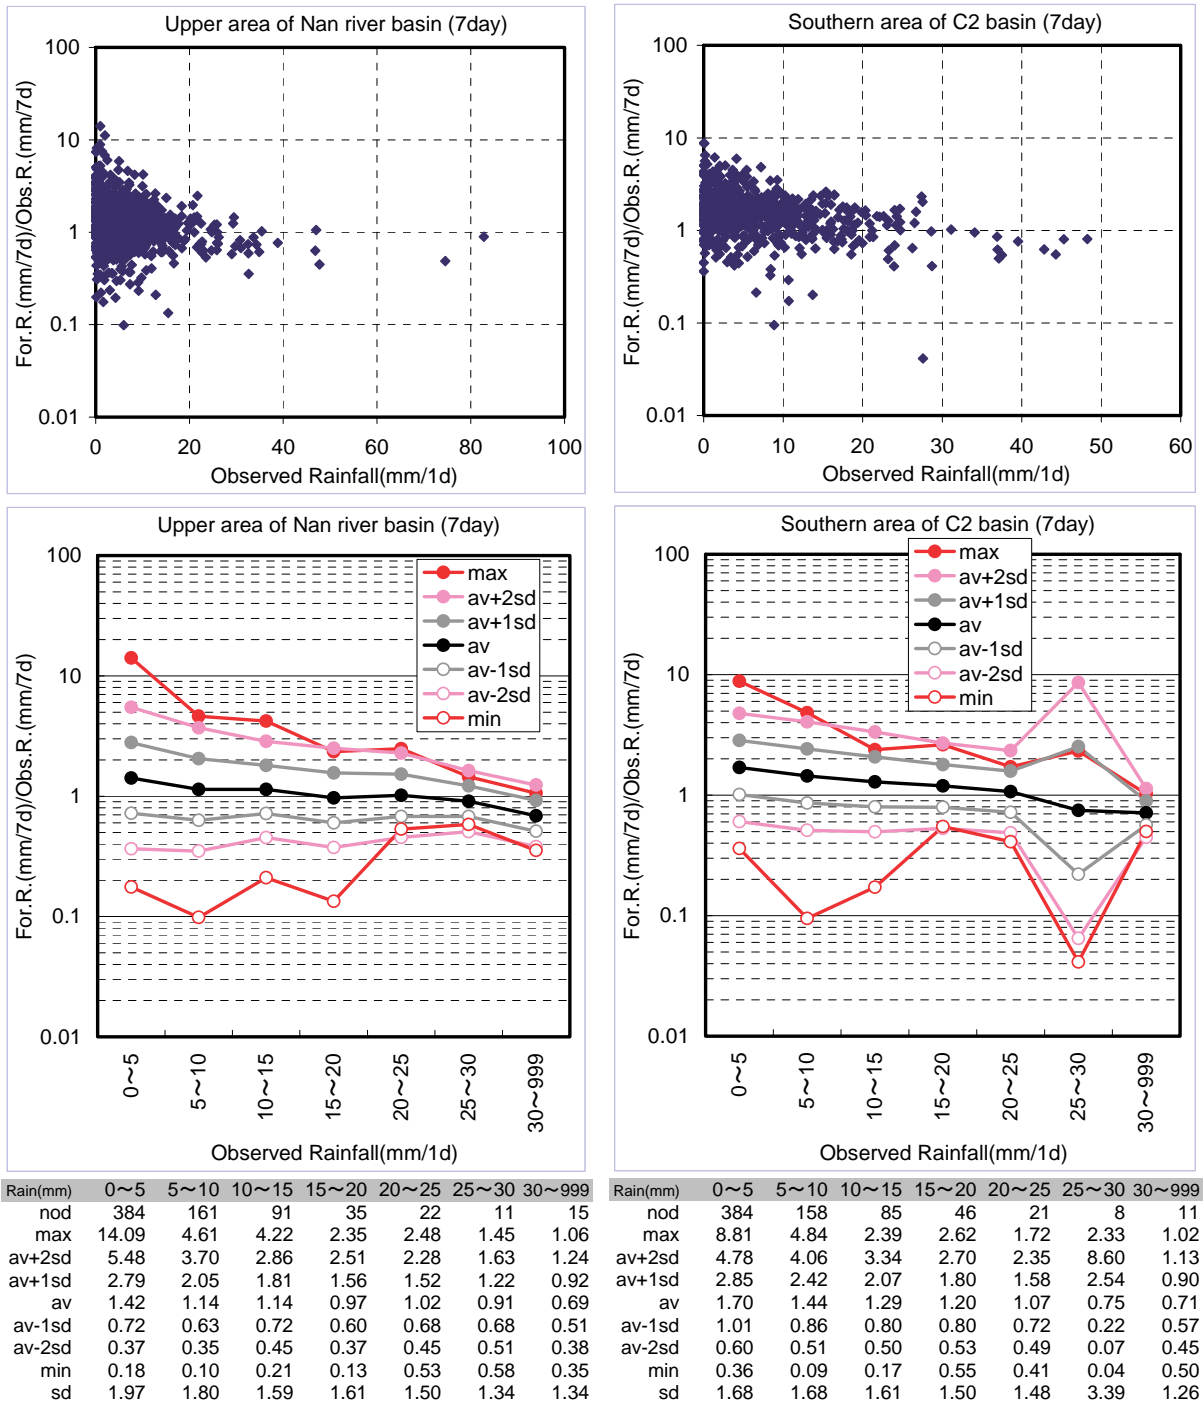 Upper area of Nan river basin (7day)
100
10
1
0.1
0.01
For.R.(mm/7d)/Obs.R.(mm/7d)
0 20 40 60 80 100
Observed Rainfall(mm/1d)
Southern area of C2 basin (7day)
100
10
1
0.1
0.01
For.R.(mm/7d)/Obs.R.(mm/7d)
0 10 20 30 40 50 60
Observed Rainfall(mm/1d)
Upper area of Nan river basin (7day)
100
10
1
0.1
0.01
For.R.(mm/7d)/Obs.R.(mm/7d)
max
av+2sd
av+1sd
av
av-1sd
av-2sd
min
0～5 5～10 10～15 15～20 20～25 25～30 30～999
Observed Rainfall(mm/1d)
Southern area of C2 basin (7day)
100
10
1
0.1
0.01
For.R.(mm/7d)/Obs.R.(mm/7d)
max
av+2sd
av+1sd
av
av-1sd
av-2sd
min
0～5 5～10 10～15 15～20 20～25 25～30 30～999
Observed Rainfall(mm/1d)
Rain(mm) 0～5 5～10 10～15 15～20 20～25 25～30 30～999
nod 384 161 91 35 22 11 15
max 14.09 4.61 4.22 2.35 2.48 1.45 1.06
av+2sd 5.48 3.70 2.86 2.51 2.28 1.63 1.24
av+1sd 2.79 2.05 1.81 1.56 1.52 1.22 0.92
av 1.42 1.14 1.14 0.97 1.02 0.91 0.69
av-1sd 0.72 0.63 0.72 0.60 0.68 0.68 0.51
av-2sd 0.37 0.35 0.45 0.37 0.45 0.51 0.38
min 0.18 0.10 0.21 0.13 0.53 0.58 0.35
sd 1.97 1.80 1.59 1.61 1.50 1.34 1.34
Rain(mm) 0～5 5～10 10～15 15～20 20～25 25～30 30～999
nod 384 158 85 46 21 8 11
max 8.81 4.84 2.39 2.62 1.72 2.33 1.02
av+2sd 4.78 4.06 3.34 2.70 2.35 8.60 1.13
av+1sd 2.85 2.42 2.07 1.80 1.58 2.54 0.90
av 1.70 1.44 1.29 1.20 1.07 0.75 0.71
av-1sd 1.01 0.86 0.80 0.80 0.72 0.22 0.57
av-2sd 0.60 0.51 0.50 0.53 0.49 0.07 0.45
min 0.36 0.09 0.17 0.55 0.41 0.04 0.50
sd 1.68 1.68 1.61 1.50 1.48 3.39 1.26